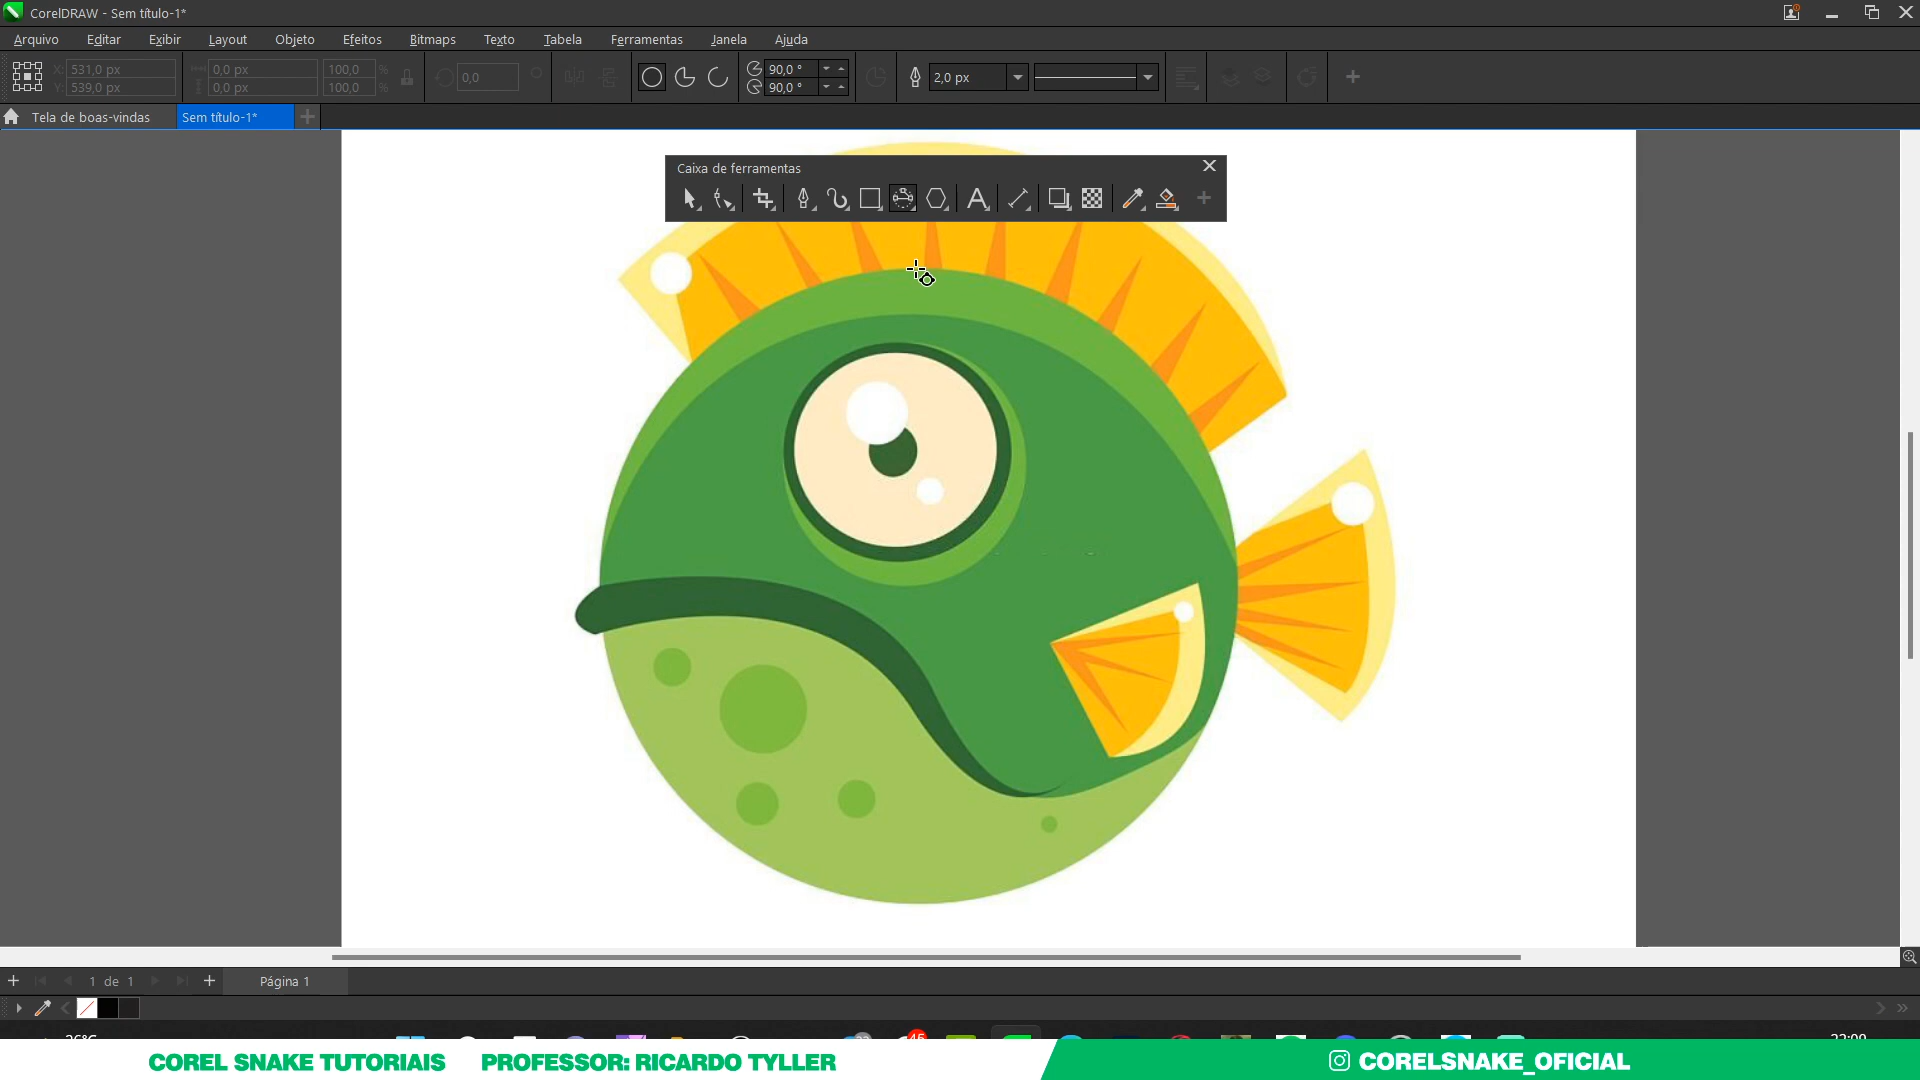 CorelDRAW - Sem título-1*
Arquivo Editar Exibir Layout Objeto Efeitos Bitmaps Texto Tabela Ferramentas Janela Ajuda
X: 531,0 px 0,0 px 100,0 % 0,0 90,0 ° 2,0 px
Y: 539,0 px 0,0 px 100,0 % 90,0 °
Tela de boas-vindas Sem título-1*
Caixa de ferramentas
1 de 1 Página 1
COREL SNAKE TUTORIAIS PROFESSOR: RICARDO TYLLER CORELSNAKE_OFICIAL